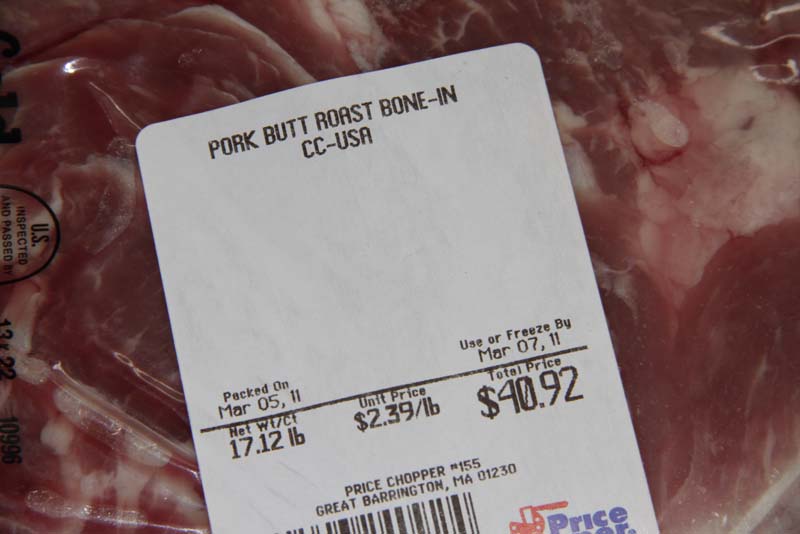 PORK BUTT ROAST BONE-IN
CC-USA
U.S.
INSPECTED
AND PASSED BY
Use or Freeze By
Mar 07, 11
Packed On
Mar 05, 11
Unit Price
$2.39/lb
Total Price
$40.92
Net Wt/Ct
17.12 lb
PRICE CHOPPER #155
GREAT BARRINGTON, MA 01230
Price
10996